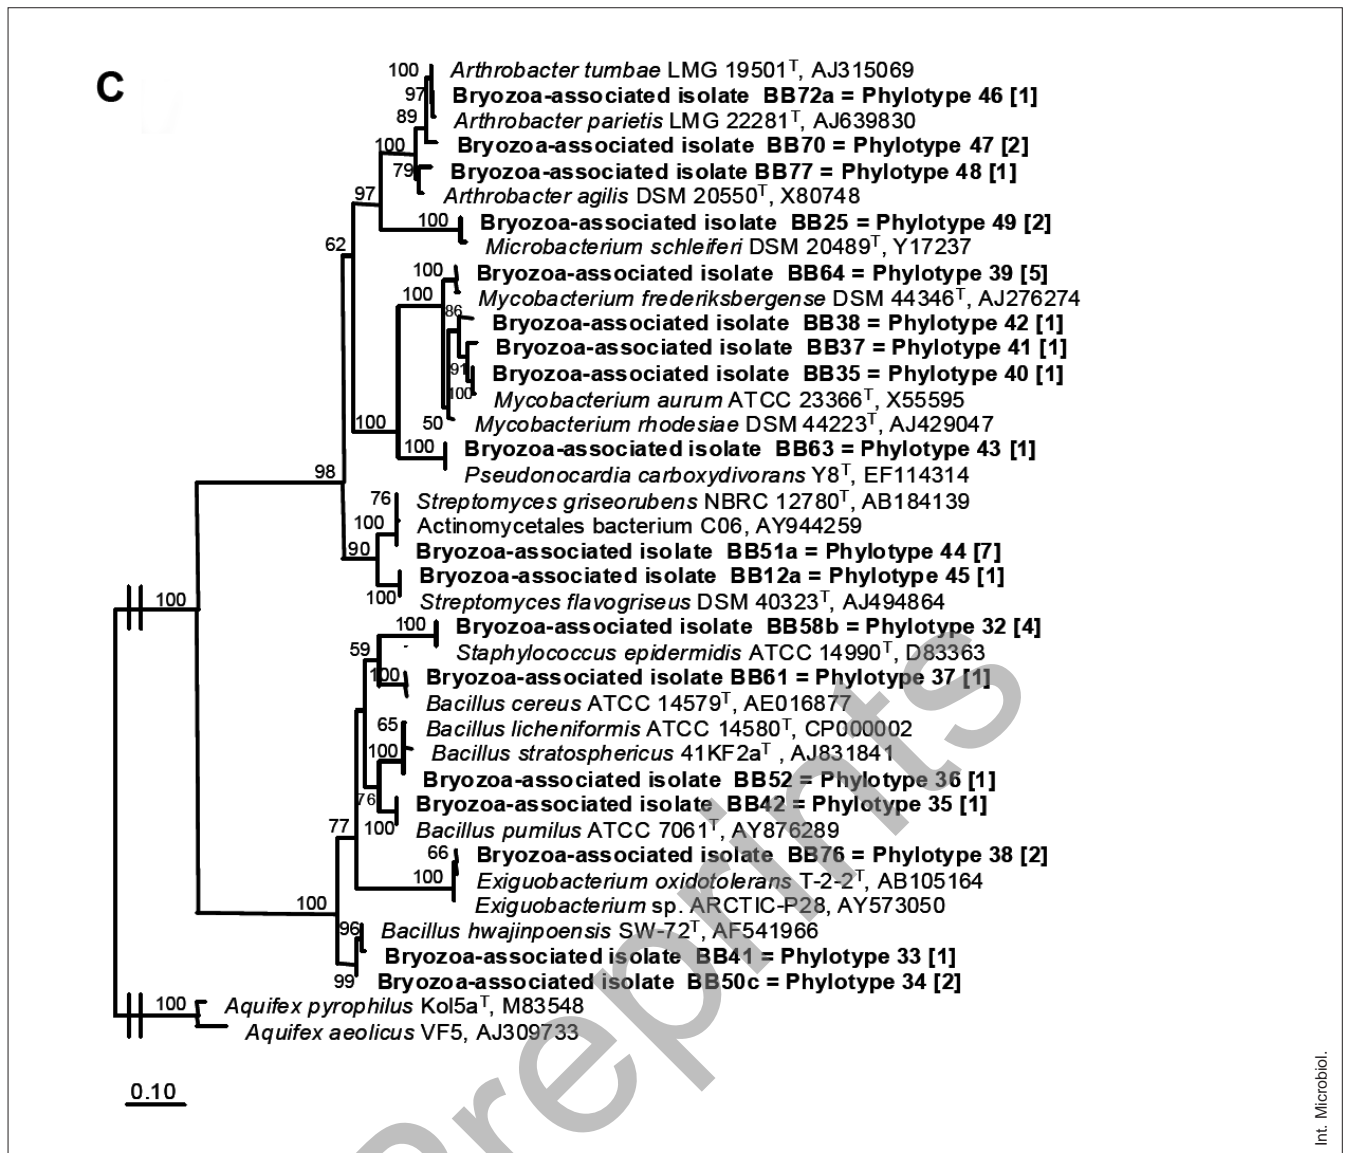 C
100 Arthrobacter tumbae LMG 19501T, AJ315069
97 Bryozoa-associated isolate BB72a = Phylotype 46 [1]
89 Arthrobacter parietis LMG 22281T, AJ639830
100 Bryozoa-associated isolate BB70 = Phylotype 47 [2]
79 Bryozoa-associated isolate BB77 = Phylotype 48 [1]
97 Arthrobacter agilis DSM 20550T, X80748
100 Bryozoa-associated isolate BB25 = Phylotype 49 [2]
62 Microbacterium schleiferi DSM 20489T, Y17237
100 Bryozoa-associated isolate BB64 = Phylotype 39 [5]
100 Mycobacterium frederiksbergense DSM 44346T, AJ276274
86 Bryozoa-associated isolate BB38 = Phylotype 42 [1]
Bryozoa-associated isolate BB37 = Phylotype 41 [1]
91 Bryozoa-associated isolate BB35 = Phylotype 40 [1]
100 Mycobacterium aurum ATCC 23366T, X55595
100 50 Mycobacterium rhodesiae DSM 44223T, AJ429047
100 Bryozoa-associated isolate BB63 = Phylotype 43 [1]
98 Pseudonocardia carboxydivorans Y8T, EF114314
76 Streptomyces griseorubens NBRC 12780T, AB184139
100 Actinomycetales bacterium C06, AY944259
90 Bryozoa-associated isolate BB51a = Phylotype 44 [7]
Bryozoa-associated isolate BB12a = Phylotype 45 [1]
100 100 Streptomyces flavogriseus DSM 40323T, AJ494864
100 Bryozoa-associated isolate BB58b = Phylotype 32 [4]
59 Staphylococcus epidermidis ATCC 14990T, D83363
100 Bryozoa-associated isolate BB61 = Phylotype 37 [1]
Bacillus cereus ATCC 14579T, AE016877
65 Bacillus licheniformis ATCC 14580T, CP000002
100 Bacillus stratosphericus 41KF2aT , AJ831841
Bryozoa-associated isolate BB52 = Phylotype 36 [1]
76 Bryozoa-associated isolate BB42 = Phylotype 35 [1]
77 100 Bacillus pumilus ATCC 7061T, AY876289
66 Bryozoa-associated isolate BB76 = Phylotype 38 [2]
100 Exiguobacterium oxidotolerans T-2-2T, AB105164
100 Exiguobacterium sp. ARCTIC-P28, AY573050
96 Bacillus hwajinpoensis SW-72T, AF541966
Bryozoa-associated isolate BB41 = Phylotype 33 [1]
99 Bryozoa-associated isolate BB50c = Phylotype 34 [2]
100 Aquifex pyrophilus Kol5aT, M83548
Aquifex aeolicus VF5, AJ309733
0.10
Preprints
Int. Microbiol.